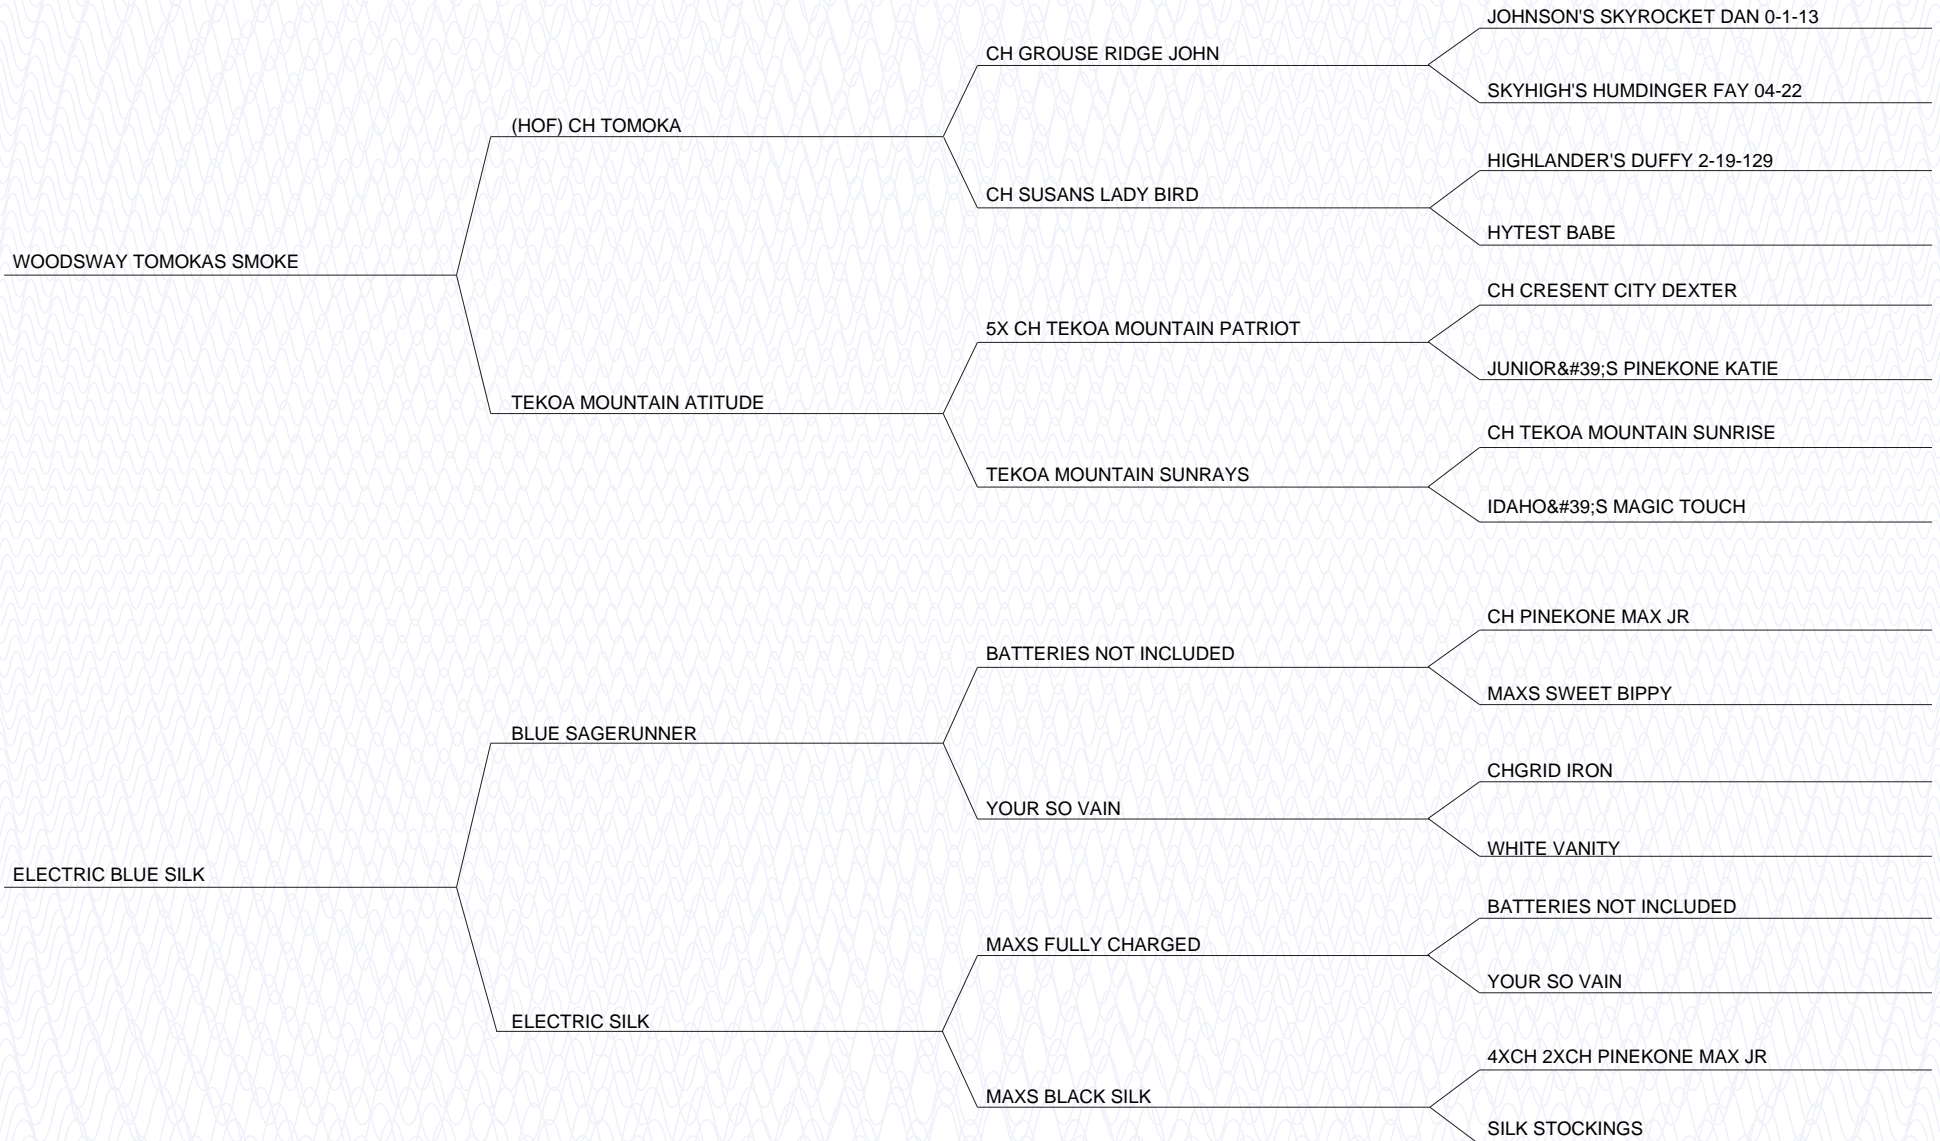 JOHNSON'S SKYROCKET DAN 0-1-13
CH GROUSE RIDGE JOHN
SKYHIGH'S HUMDINGER FAY 04-22
(HOF) CH TOMOKA
HIGHLANDER'S DUFFY 2-19-129
CH SUSANS LADY BIRD
HYTEST BABE
WOODSWAY TOMOKAS SMOKE
CH CRESENT CITY DEXTER
5X CH TEKOA MOUNTAIN PATRIOT
JUNIOR&#39;S PINEKONE KATIE
TEKOA MOUNTAIN ATITUDE
CH TEKOA MOUNTAIN SUNRISE
TEKOA MOUNTAIN SUNRAYS
IDAHO&#39;S MAGIC TOUCH
CH PINEKONE MAX JR
BATTERIES NOT INCLUDED
MAXS SWEET BIPPY
BLUE SAGERUNNER
CHGRID IRON
YOUR SO VAIN
WHITE VANITY
ELECTRIC BLUE SILK
BATTERIES NOT INCLUDED
MAXS FULLY CHARGED
YOUR SO VAIN
ELECTRIC SILK
4XCH 2XCH PINEKONE MAX JR
MAXS BLACK SILK
SILK STOCKINGS